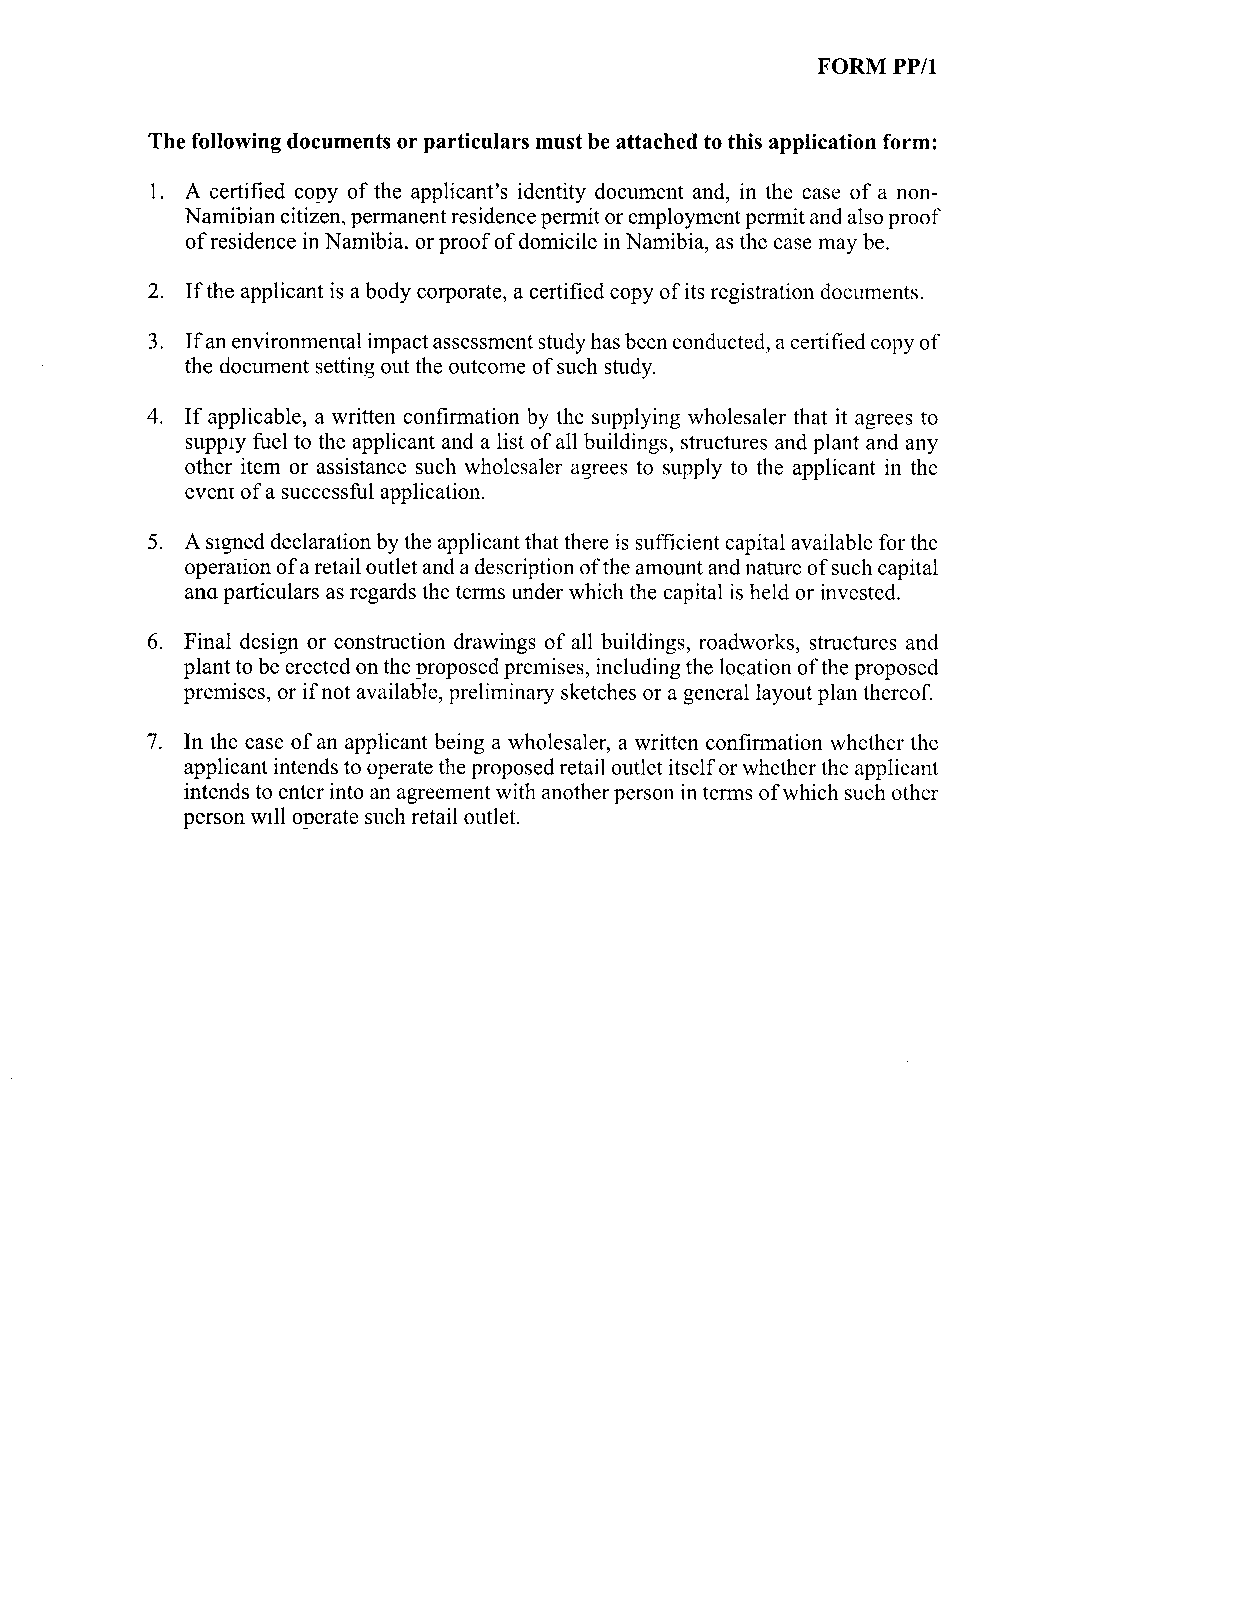 FORM PP/1
The following documents or particulars must be attached to this application form:
1. A certified copy of the applicant's identity document and, in the case of a non-
Namibian citizen, permanent residence permit or employment permit and also proof
of residence in Namibia, or proof of domicile in Namibia, as the case may be.
2. If the applicant is a body corporate, a certified copy of its registration documents.
3. If an environmental impact assessment study has been conducted, a certified copy of
the document setting out the outcome of such study.
4. If applicable, a written confirmation by the supplying wholesaler that it agrees to
supply fuel to the applicant and a list of all buildings, structures and plant and any
other item or assistance such wholesaler agrees to supply to the applicant in the
event of a successful application.
5. A signed declaration by the applicant that there is sufficient capital available for the
operation of a retail outlet and a description of the amount and nature of such capital
and particulars as regards the terms under which the capital is held or invested.
6. Final design or construction drawings of all buildings, roadworks, structures and
plant to be erected on the proposed premises, including the location of the proposed
premises, or if not available, preliminary sketches or a general layout plan thereof.
7. In the case of an applicant being a wholesaler, a written confirmation whether the
applicant intends to operate the proposed retail outlet itself or whether the applicant
intends to enter into an agreement with another person in terms of which such other
person will operate such retail outlet.